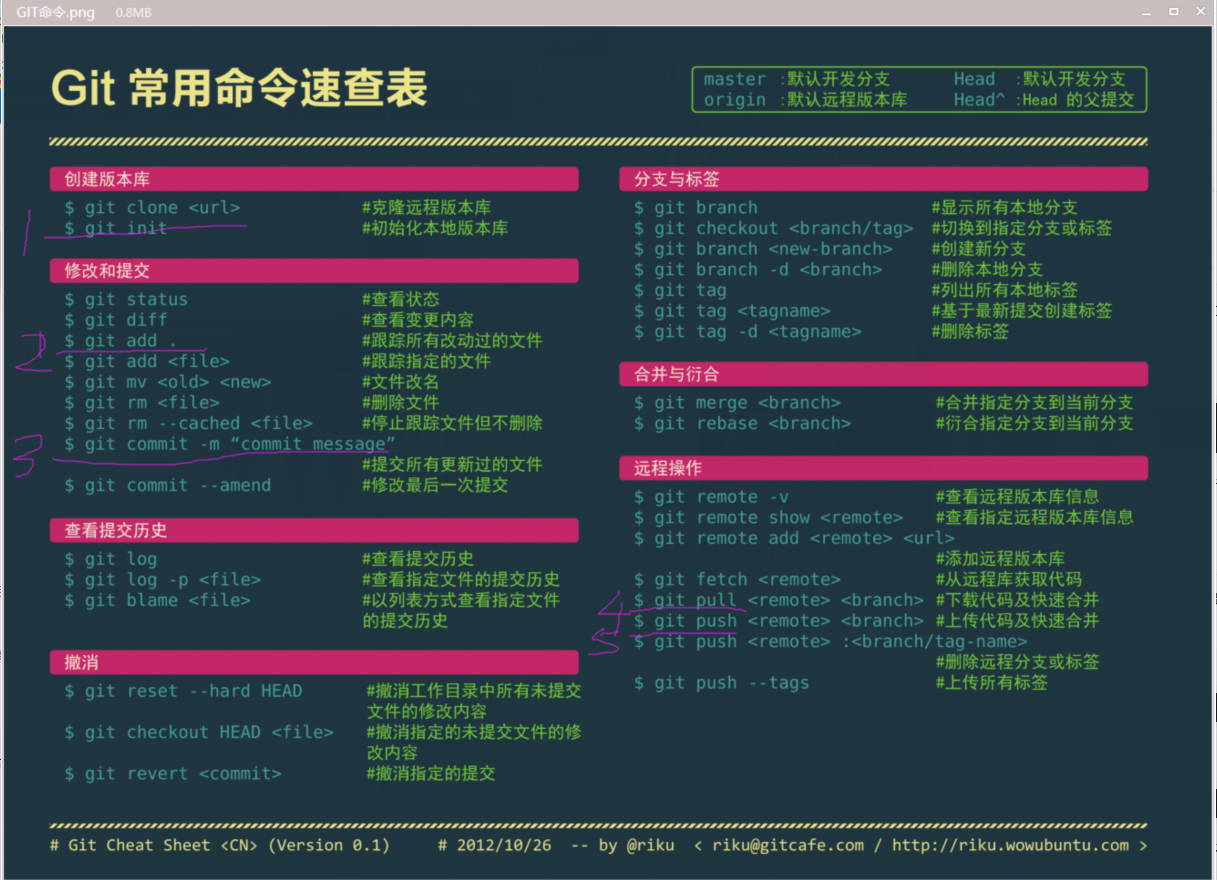 GIT命令.png 0.8MB
Git 常用命令速查表
master :默认开发分支 Head :默认开发分支
origin :默认远程版本库 Head^ :Head 的父提交
创建版本库
$ git clone <url> #克隆远程版本库
1
$ git init #初始化本地版本库
修改和提交
$ git status #查看状态
$ git diff #查看变更内容
2
$ git add . #跟踪所有改动过的文件
$ git add <file> #跟踪指定的文件
$ git mv <old> <new> #文件改名
$ git rm <file> #删除文件
$ git rm --cached <file> #停止跟踪文件但不删除
3
$ git commit -m “commit message”
#提交所有更新过的文件
$ git commit --amend #修改最后一次提交
查看提交历史
$ git log #查看提交历史
$ git log -p <file> #查看指定文件的提交历史
$ git blame <file> #以列表方式查看指定文件
的提交历史
撤消
$ git reset --hard HEAD #撤消工作目录中所有未提交
文件的修改内容
$ git checkout HEAD <file> #撤消指定的未提交文件的修
改内容
$ git revert <commit> #撤消指定的提交
分支与标签
$ git branch #显示所有本地分支
$ git checkout <branch/tag> #切换到指定分支或标签
$ git branch <new-branch> #创建新分支
$ git branch -d <branch> #删除本地分支
$ git tag #列出所有本地标签
$ git tag <tagname> #基于最新提交创建标签
$ git tag -d <tagname> #删除标签
合并与衍合
$ git merge <branch> #合并指定分支到当前分支
$ git rebase <branch> #衍合指定分支到当前分支
远程操作
$ git remote -v #查看远程版本库信息
$ git remote show <remote> #查看指定远程版本库信息
$ git remote add <remote> <url>
#添加远程版本库
$ git fetch <remote> #从远程库获取代码
4
$ git pull <remote> <branch> #下载代码及快速合并
5
$ git push <remote> <branch> #上传代码及快速合并
$ git push <remote> :<branch/tag-name>
#删除远程分支或标签
$ git push --tags #上传所有标签
# Git Cheat Sheet <CN> (Version 0.1) # 2012/10/26 -- by @riku < riku@gitcafe.com / http://riku.wowubuntu.com >